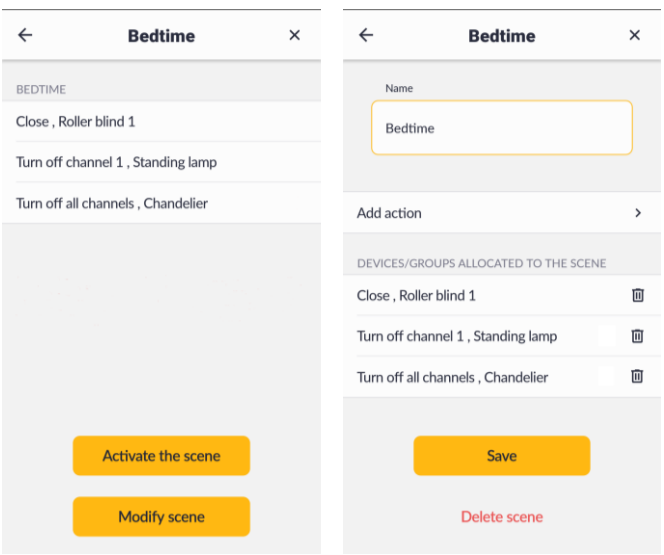 Bedtime
BEDTIME
Close , Roller blind 1
Turn off channel 1 , Standing lamp
Turn off all channels , Chandelier
Activate the scene
Modify scene
Bedtime
Name
Bedtime
Add action
DEVICES/GROUPS ALLOCATED TO THE SCENE
Close , Roller blind 1
Turn off channel 1 , Standing lamp
Turn off all channels , Chandelier
Save
Delete scene